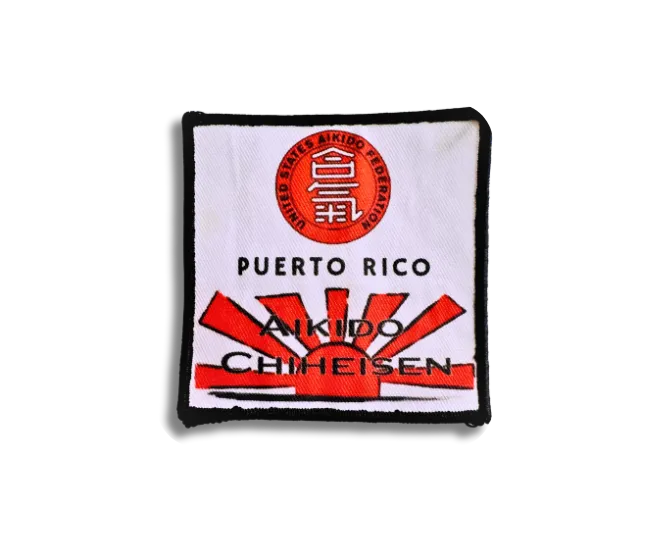 UNITED STATES AIKIDO FEDERATION
合氣
PUERTO RICO
AIKIDO
CHIHEISEN